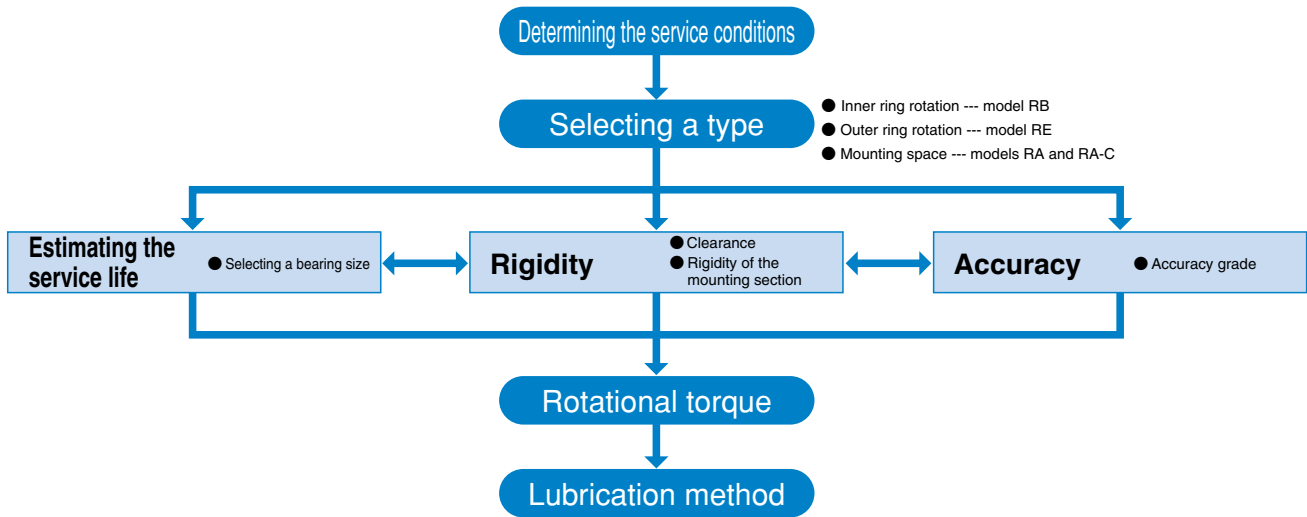 Determining the service conditions
Selecting a type
● Inner ring rotation --- model RB
● Outer ring rotation --- model RE
● Mounting space --- models RA and RA-C
Estimating the
service life
● Selecting a bearing size
Rigidity
● Clearance
● Rigidity of the
mounting section
Accuracy
● Accuracy grade
Rotational torque
Lubrication method